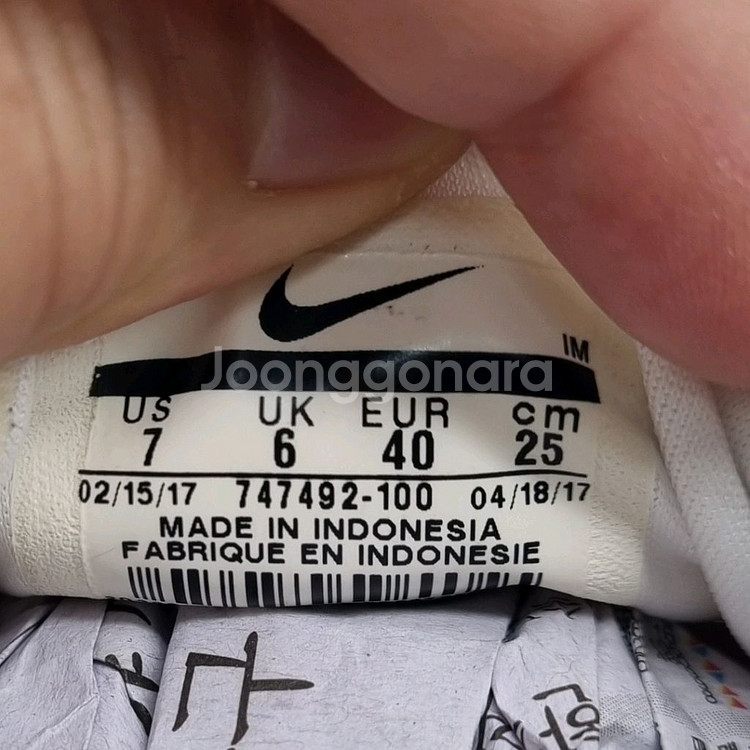 IM
Joonggonara
US UK EUR cm
7 6 40 25
02/15/17 747492-100 04/18/17
MADE IN INDONESIA
FABRIQUE EN INDONESIE